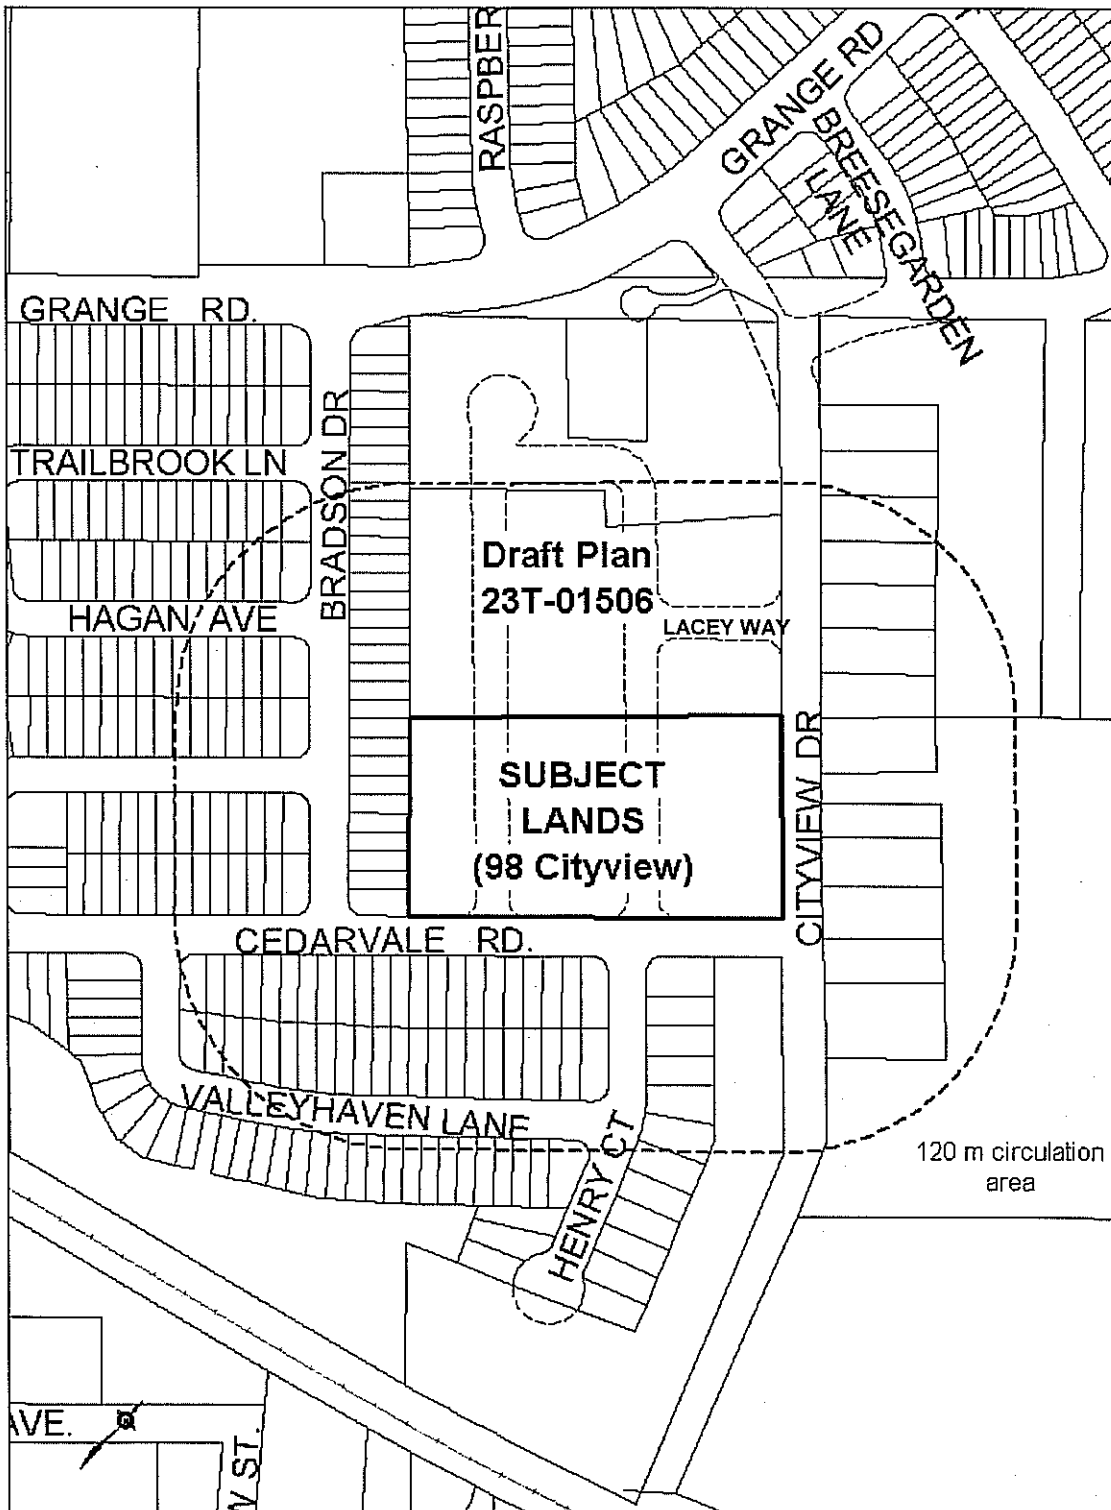 RASPBER
GRANGE RD
BREESEGARDEN
LANE
GRANGE RD.
BRADSON DR
TRAILBROOK LN
Draft Plan
23T-01506
HAGAN AVE
LACEY WAY
SUBJECT
LANDS
(98 Cityview)
CITYVIEW DR
CEDARVALE RD.
VALLEYHAVEN LANE
HENRY CT
120 m circulation
area
AVE.
W ST.